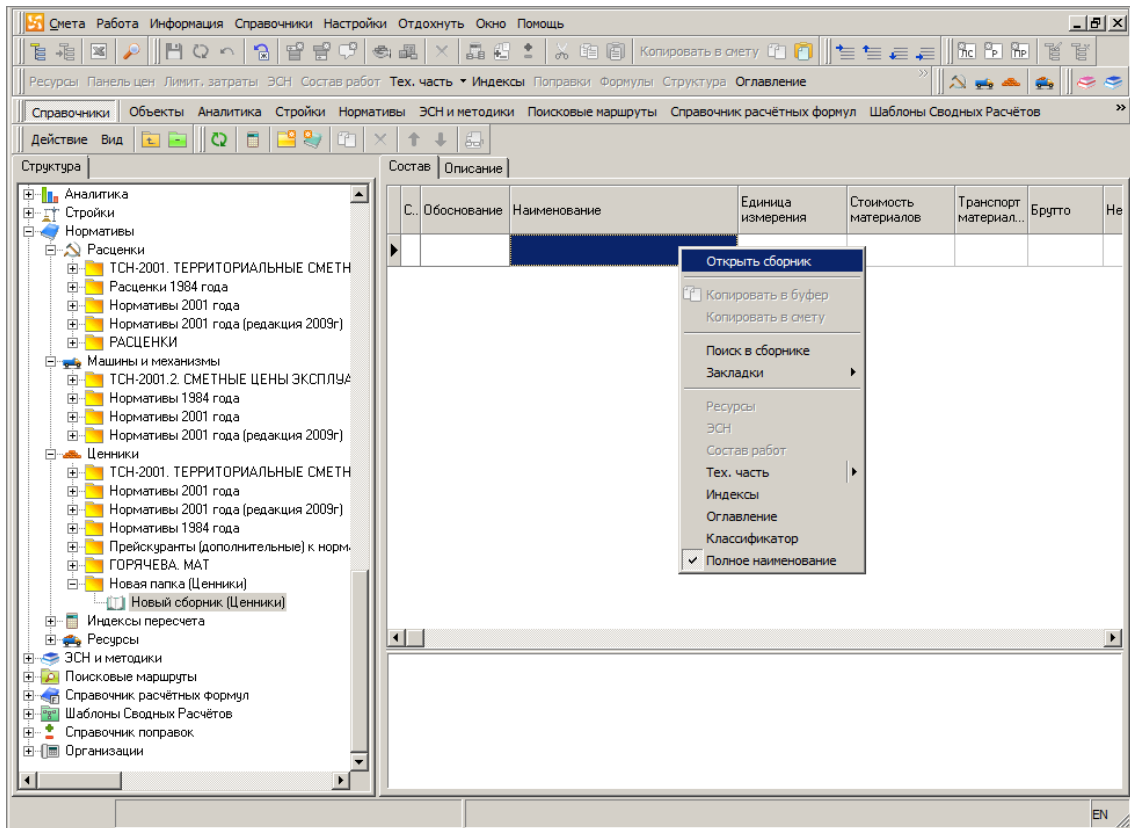 Смета Работа Информация Справочники Настройки Отдохнуть Окно Помощь
Копировать в смету
Ресурсы Панель цен Лимит. затраты ЭСН Состав работ Тех. часть Индексы Поправки Формулы Структура Оглавление
Справочники Объекты Аналитика Стройки Нормативы ЭСН и методики Поисковые маршруты Справочник расчётных формул Шаблоны Сводных Расчётов
Действие Вид
Структура
Аналитика
Стройки
Нормативы
Расценки
ТСН-2001. ТЕРРИТОРИАЛЬНЫЕ СМЕТН
Расценки 1984 года
Нормативы 2001 года
Нормативы 2001 года (редакция 2009г)
РАСЦЕНКИ
Машины и механизмы
ТСН-2001.2. СМЕТНЫЕ ЦЕНЫ ЭКСПЛУА
Нормативы 1984 года
Нормативы 2001 года
Нормативы 2001 года (редакция 2009г)
Ценники
ТСН-2001. ТЕРРИТОРИАЛЬНЫЕ СМЕТН
Нормативы 2001 года
Нормативы 2001 года (редакция 2009г)
Нормативы 1984 года
Прейскуранты (дополнительные) к норм
ГОРЯЧЕВА. МАТ
Новая папка (Ценники)
Новый сборник (Ценники)
Индексы пересчета
Ресурсы
ЭСН и методики
Поисковые маршруты
Справочник расчётных формул
Шаблоны Сводных Расчётов
Справочник поправок
Организации
Состав Описание
С.. Обоснование Наименование Единица измерения Стоимость материалов Транспорт материал... Брутто Не
Открыть сборник
Копировать в буфер
Копировать в смету
Поиск в сборнике
Закладки
Ресурсы
ЭСН
Состав работ
Тех. часть
Индексы
Оглавление
Классификатор
Полное наименование
EN